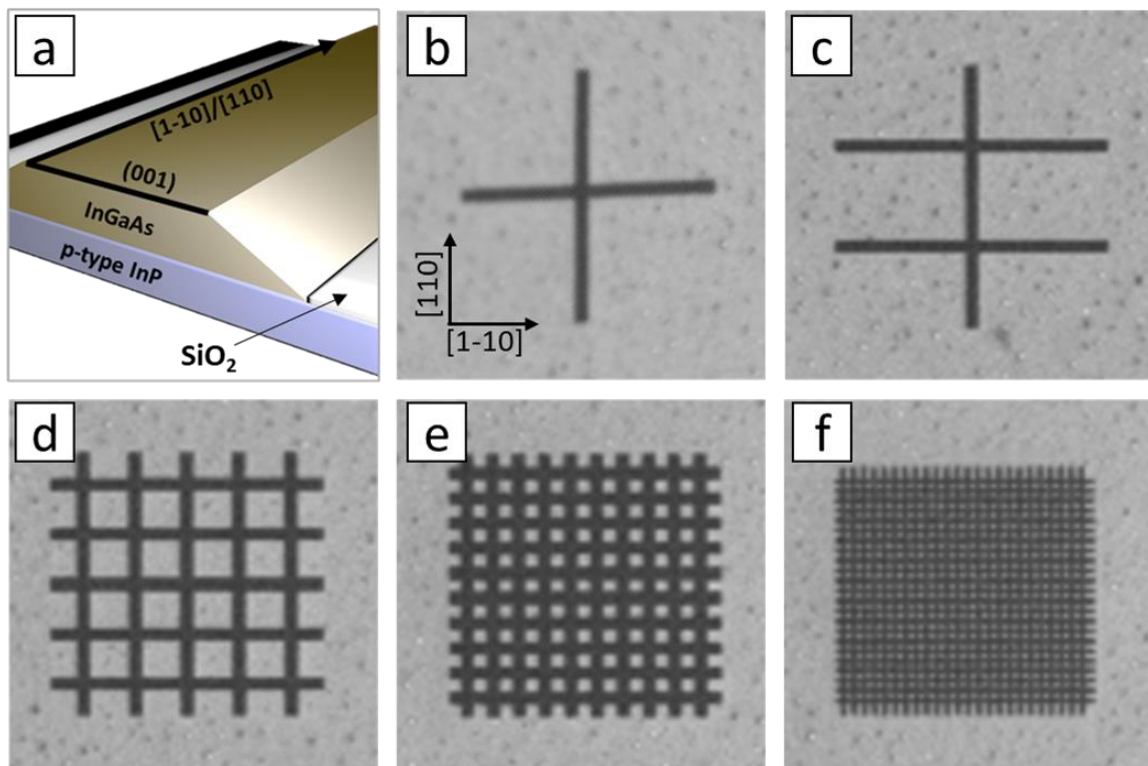 a
[1-10]/[110]
(001)
InGaAs
p-type InP
SiO₂
b
[110]
[1-10]
c
d
e
f